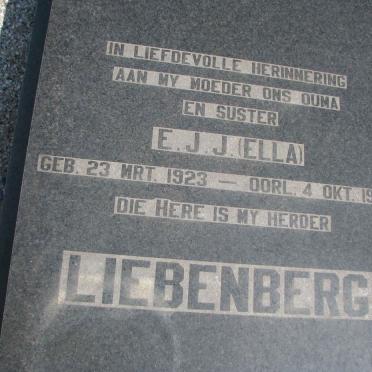 IN LIEFDEVOLLE HERINNERING
AAN MY MOEDER ONS OUMA
EN SUSTER
E.J.J.(ELLA)
GEB. 23 MRT. 1923 — OORL. 4 OKT.
DIE HERE IS MY HERDER
LIEBENBERG